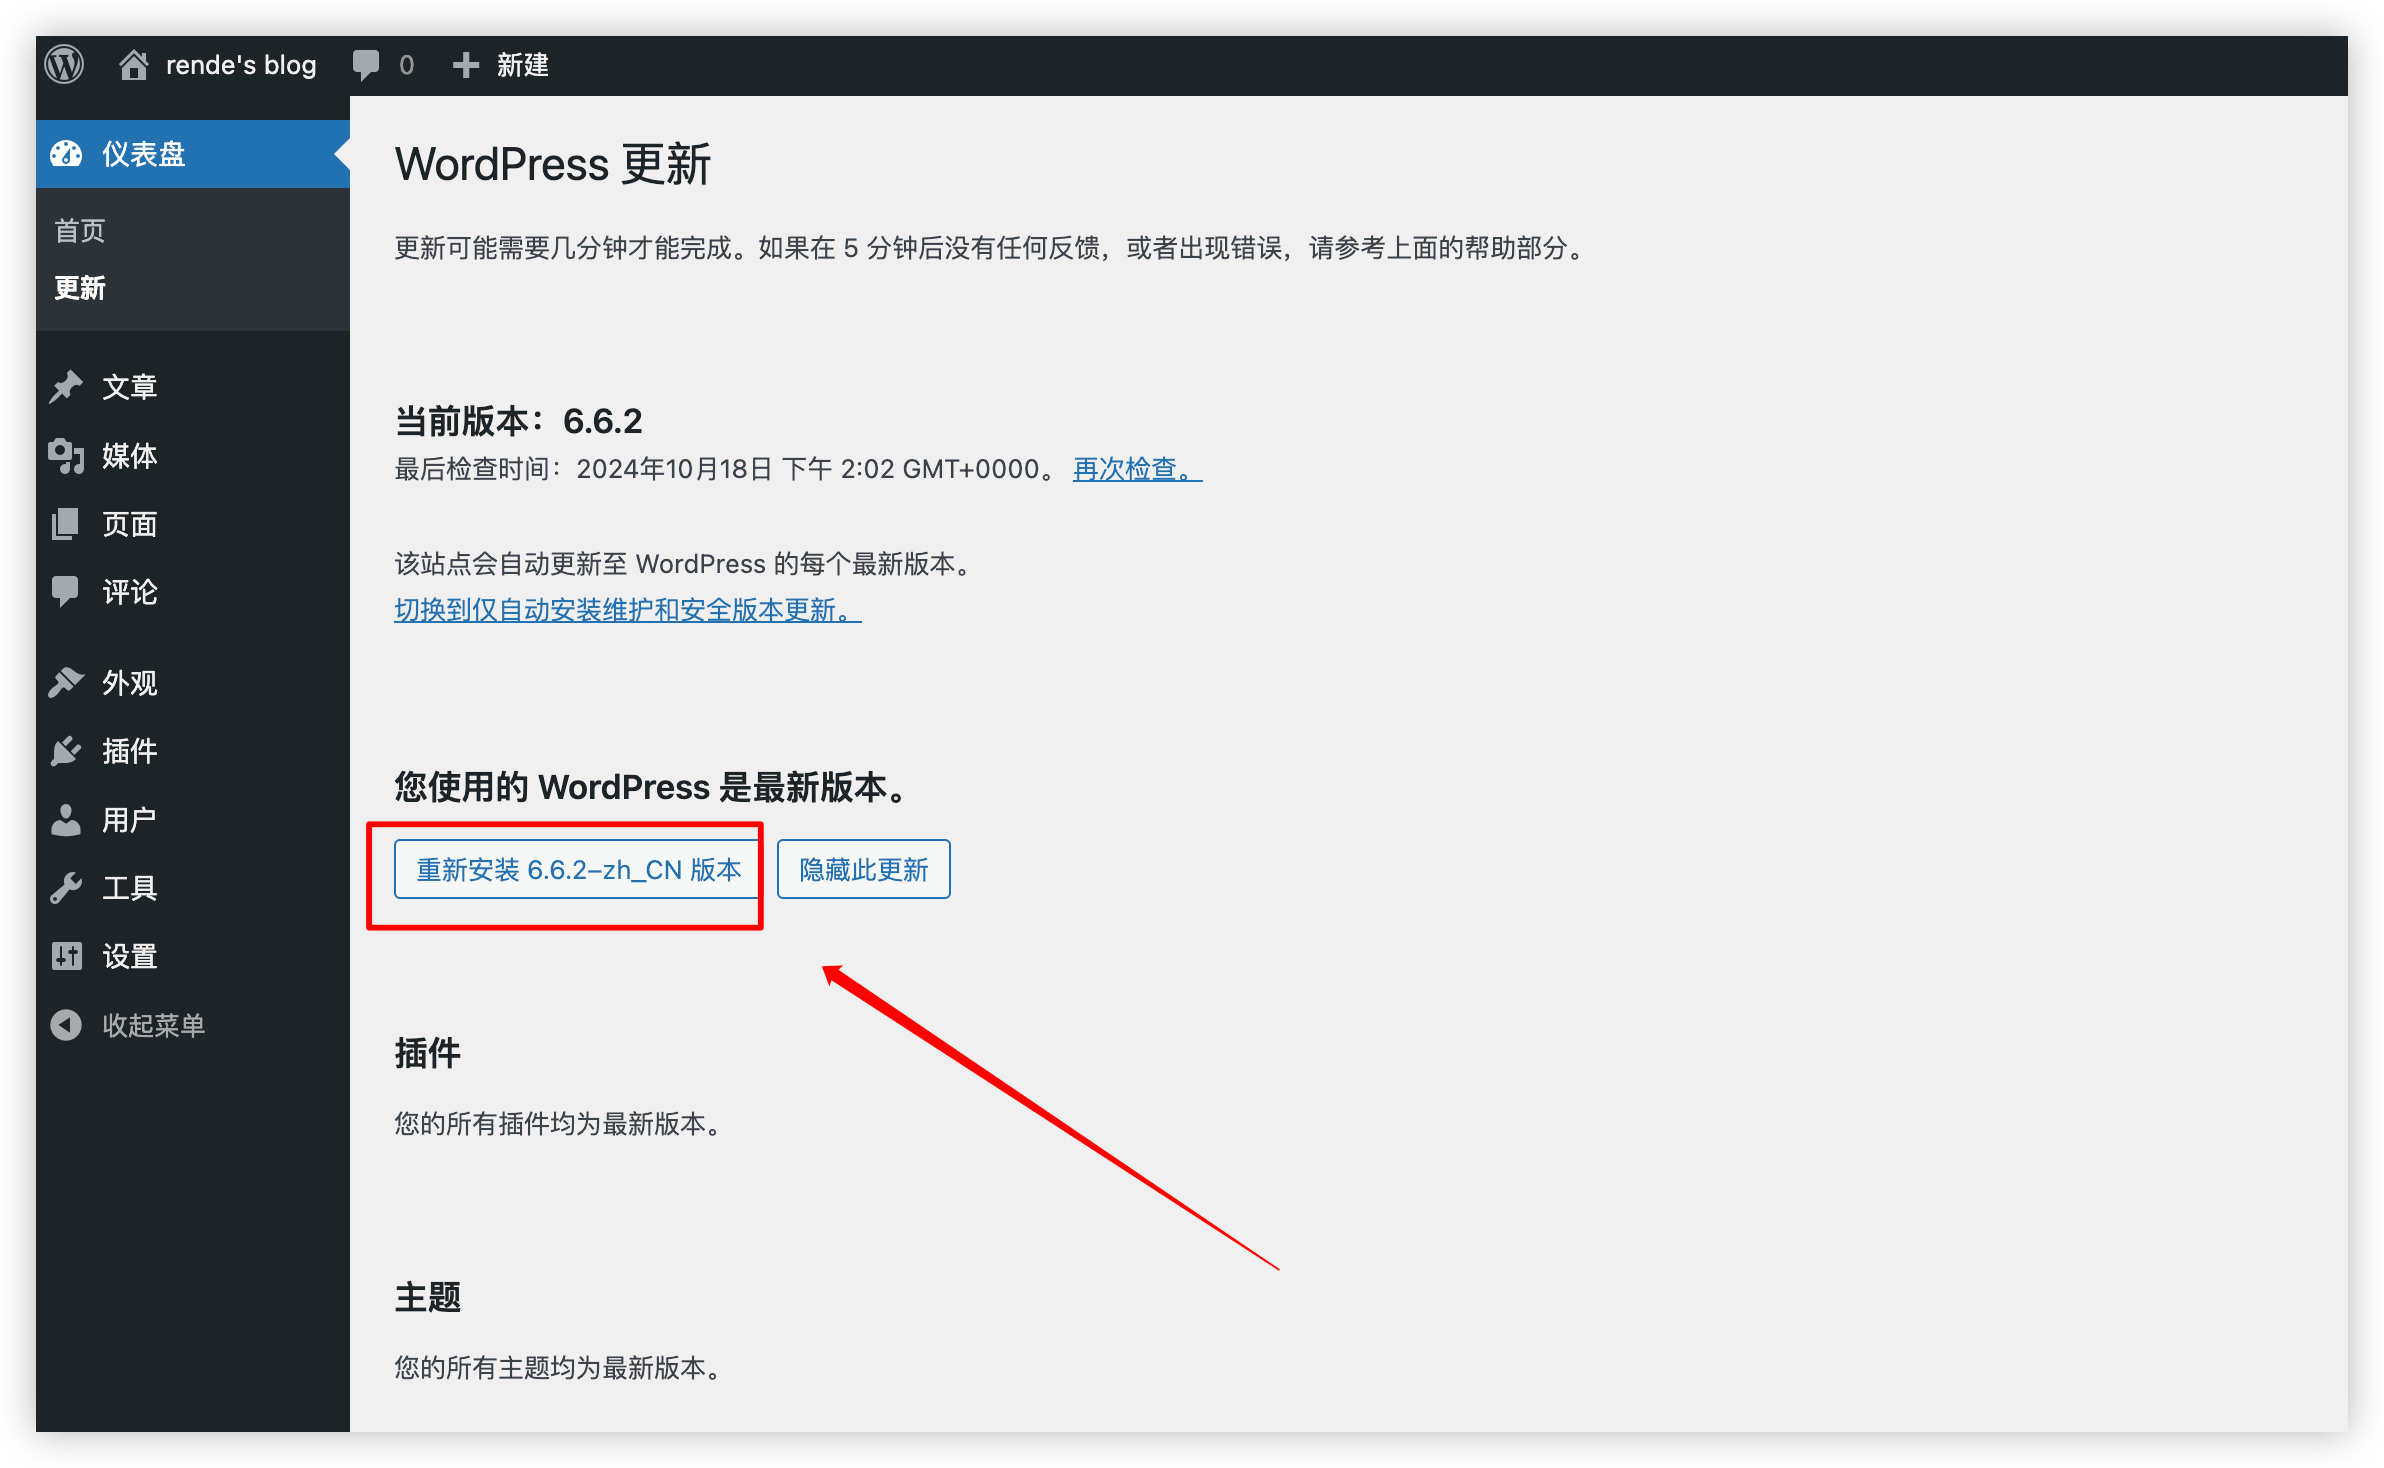 rende's blog
0
新建
仪表盘
首页
更新
文章
媒体
页面
评论
外观
插件
用户
工具
设置
收起菜单
WordPress 更新
更新可能需要几分钟才能完成。如果在 5 分钟后没有任何反馈，或者出现错误，请参考上面的帮助部分。
当前版本：6.6.2
最后检查时间：2024年10月18日 下午 2:02 GMT+0000。 再次检查。
该站点会自动更新至 WordPress 的每个最新版本。
切换到仅自动安装维护和安全版本更新。
您使用的 WordPress 是最新版本。
重新安装 6.6.2–zh_CN 版本
隐藏此更新
插件
您的所有插件均为最新版本。
主题
您的所有主题均为最新版本。